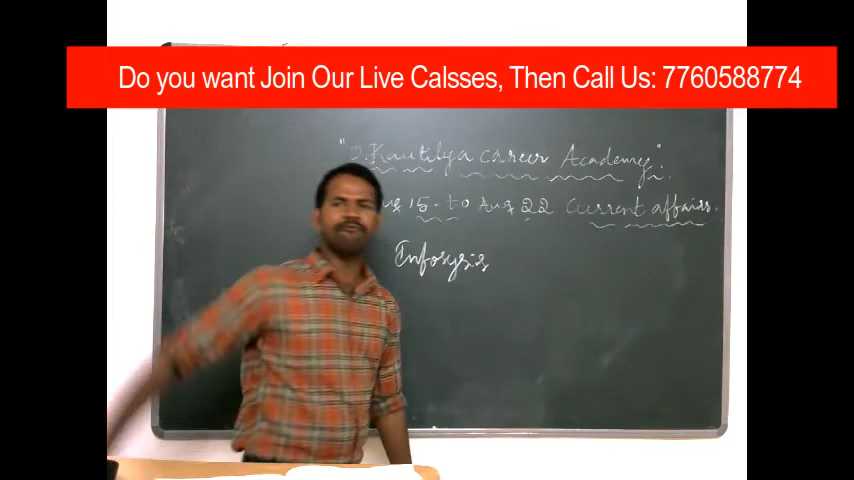 Do you want Join Our Live Calsses, Then Call Us: 7760588774
Kautilya career Academy"
15 to Aug 22 Current affairs.
Infosysis